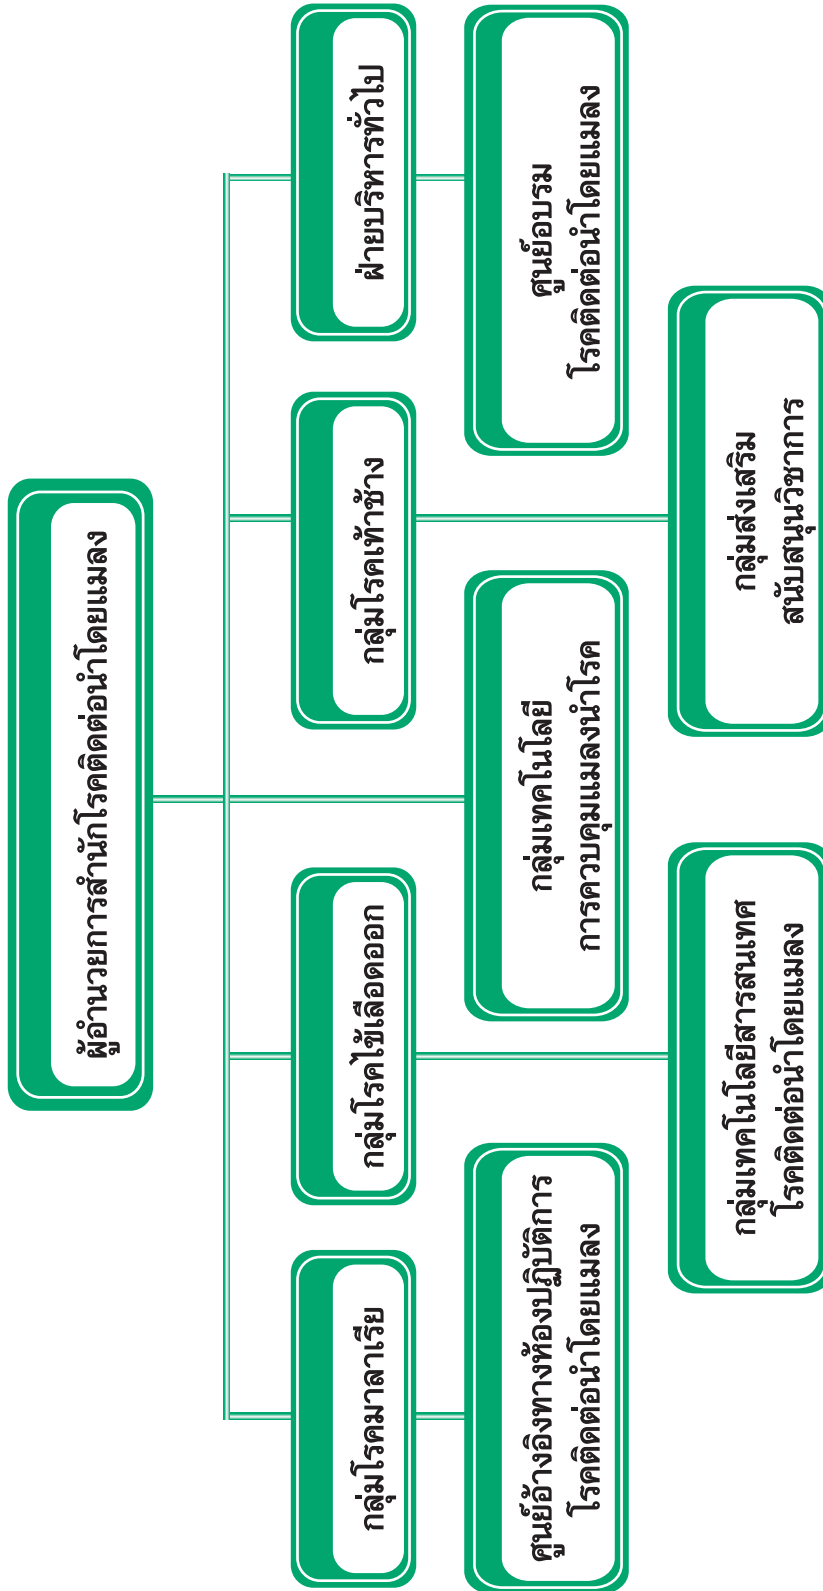 ผู้อำนวยการสำนักโรคติดต่อนำโดยแมลง
กลุ่มโรคมาลาเรีย
กลุ่มโรคไข้เลือดออก
กลุ่มโรคเท้าช้าง
ฝ่ายบริหารทั่วไป
ศูนย์อ้างอิงทางห้องปฏิบัติการ
โรคติดต่อนำโดยแมลง
กลุ่มเทคโนโลยี
การควบคุมแมลงนำโรค
ศูนย์อบรม
โรคติดต่อนำโดยแมลง
กลุ่มเทคโนโลยีสารสนเทศ
โรคติดต่อนำโดยแมลง
กลุ่มส่งเสริม
สนับสนุนวิชาการ